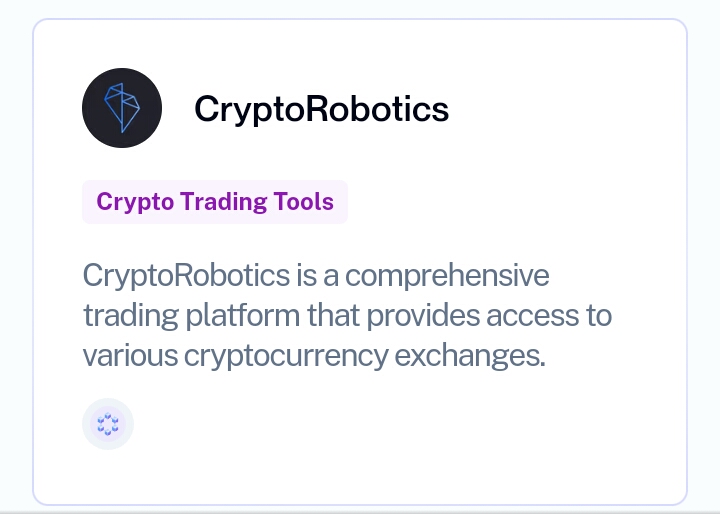 CryptoRobotics
Crypto Trading Tools
CryptoRobotics is a comprehensive
trading platform that provides access to
various cryptocurrency exchanges.